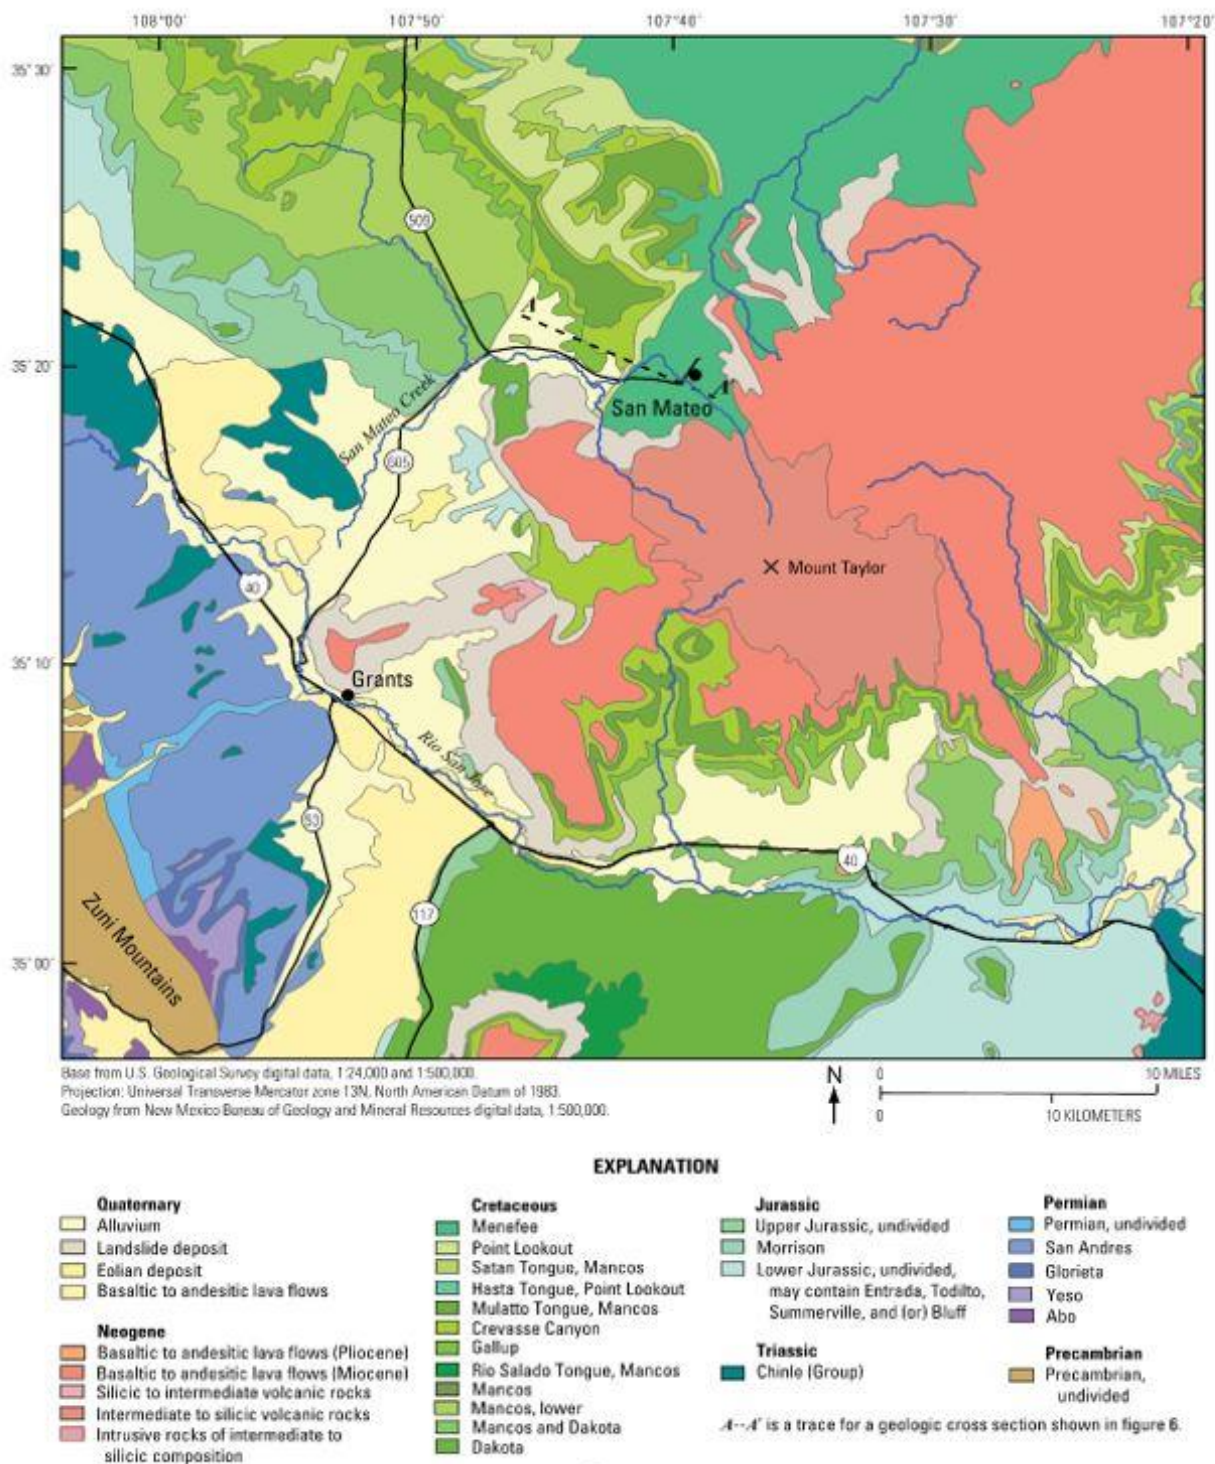 108°00' 107°50' 107°40' 107°30' 107°20'
35°30'
509
A
35°20'
San Mateo
A'
San Mateo Creek
605
Mount Taylor
40
35°10'
Grants
Rio San Jose
53
40
117
Zuni Mountains
35°00'
Base from U.S. Geological Survey digital data, 1:24,000 and 1:500,000.
Projection: Universal Transverse Mercator zone 13N, North American Datum of 1983.
Geology from New Mexico Bureau of Geology and Mineral Resources digital data, 1:500,000.
N
0 10 MILES
0 10 KILOMETERS
EXPLANATION
Quaternary
Alluvium
Landslide deposit
Eolian deposit
Basaltic to andesitic lava flows
Neogene
Basaltic to andesitic lava flows (Pliocene)
Basaltic to andesitic lava flows (Miocene)
Silicic to intermediate volcanic rocks
Intermediate to silicic volcanic rocks
Intrusive rocks of intermediate to
silicic composition
Cretaceous
Menefee
Point Lookout
Satan Tongue, Mancos
Hasta Tongue, Point Lookout
Mulatto Tongue, Mancos
Crevasse Canyon
Gallup
Rio Salado Tongue, Mancos
Mancos
Mancos, lower
Mancos and Dakota
Dakota
Jurassic
Upper Jurassic, undivided
Morrison
Lower Jurassic, undivided,
may contain Entrada, Todilto,
Summerville, and (or) Bluff
Triassic
Chinle (Group)
Permian
Permian, undivided
San Andres
Glorieta
Yeso
Abo
Precambrian
Precambrian,
undivided
A--A' is a trace for a geologic cross section shown in figure 6.